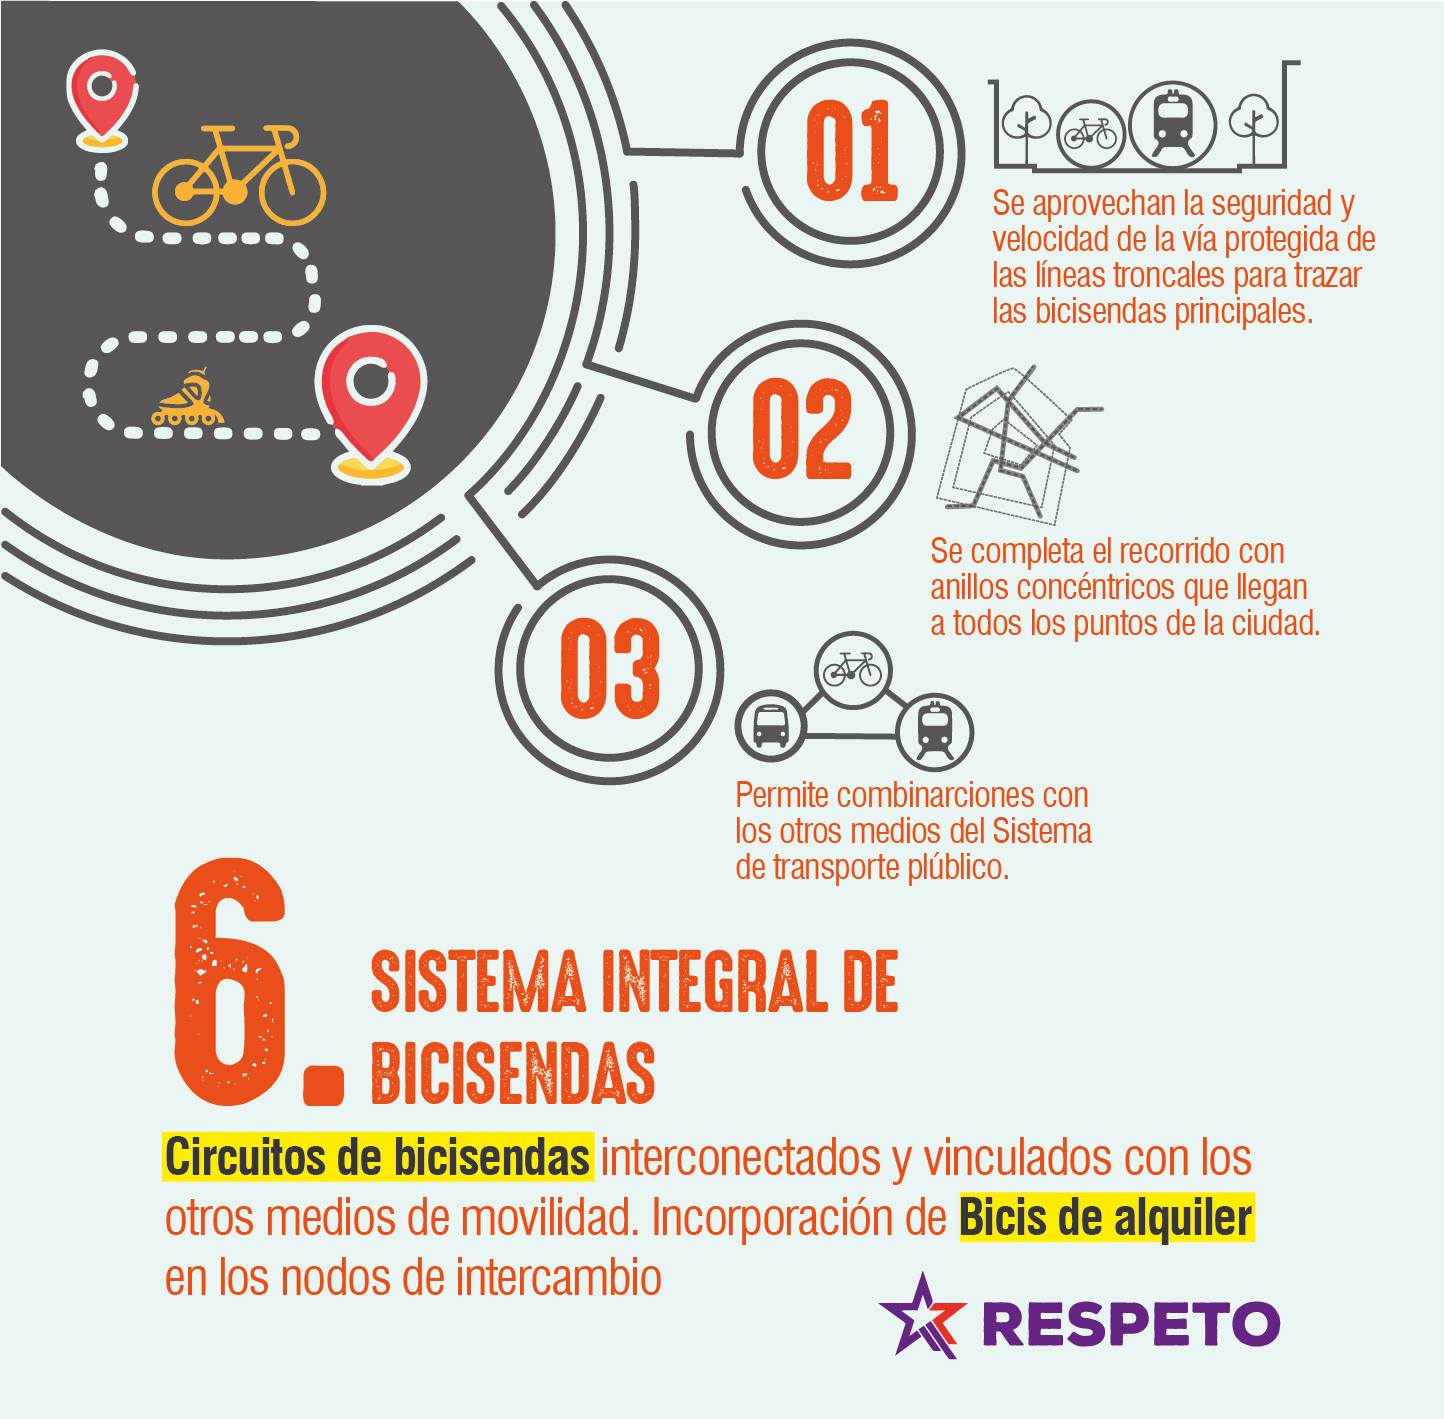 01
Se aprovechan la seguridad y
velocidad de la vía protegida de
las líneas troncales para trazar
las bicisendas principales.
02
Se completa el recorrido con
anillos concéntricos que llegan
a todos los puntos de la ciudad.
03
Permite combinarciones con
los otros medios del Sistema
de transporte plúblico.
6. SISTEMA INTEGRAL DE
BICISENDAS
Circuitos de bicisendas interconectados y vinculados con los
otros medios de movilidad. Incorporación de Bicis de alquiler
en los nodos de intercambio
RESPETO